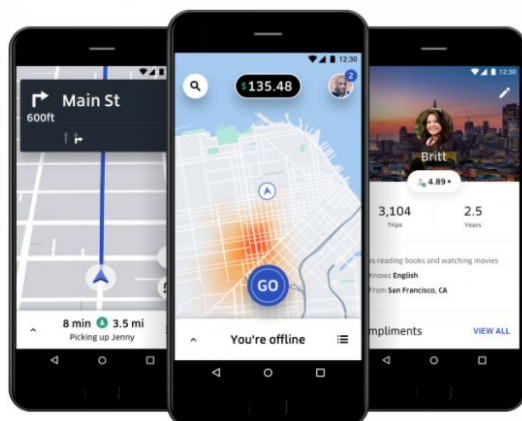 12:30
Main St
600ft
8 min 3.5 mi
Picking up Jenny
12:30
$135.48
2
GO
You're offline
12:30
Britt
4.89 ★
3,104
Trips
2.5
Years
es reading books and watching movies
Knows English
From San Francisco, CA
mpliments
VIEW ALL